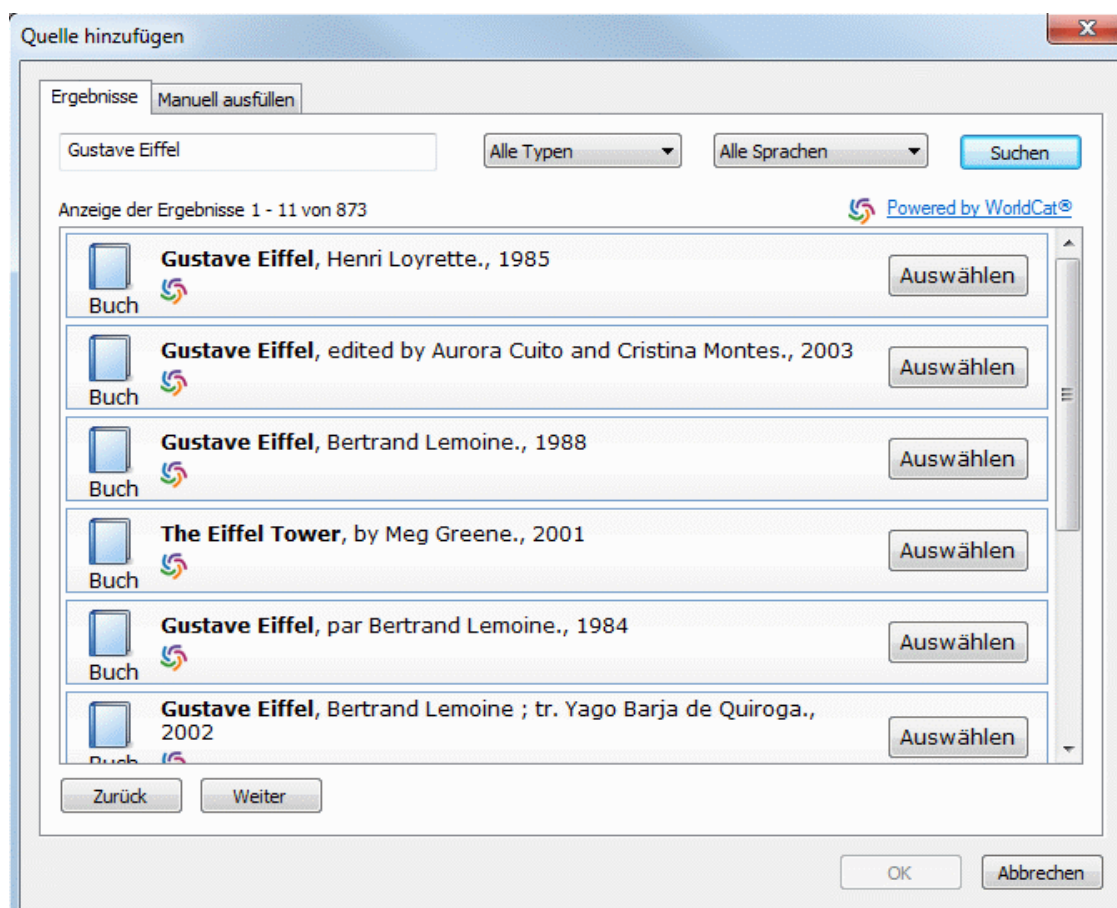 Quelle hinzufügen
Ergebnisse Manuell ausfüllen
Gustave Eiffel Alle Typen Alle Sprachen Suchen
Anzeige der Ergebnisse 1 - 11 von 873 Powered by WorldCat®
Gustave Eiffel, Henri Loyrette., 1985
Buch Auswählen
Gustave Eiffel, edited by Aurora Cuito and Cristina Montes., 2003
Buch Auswählen
Gustave Eiffel, Bertrand Lemoine., 1988
Buch Auswählen
The Eiffel Tower, by Meg Greene., 2001
Buch Auswählen
Gustave Eiffel, par Bertrand Lemoine., 1984
Buch Auswählen
Gustave Eiffel, Bertrand Lemoine ; tr. Yago Barja de Quiroga.,
2002
Buch Auswählen
Zurück Weiter
OK Abbrechen